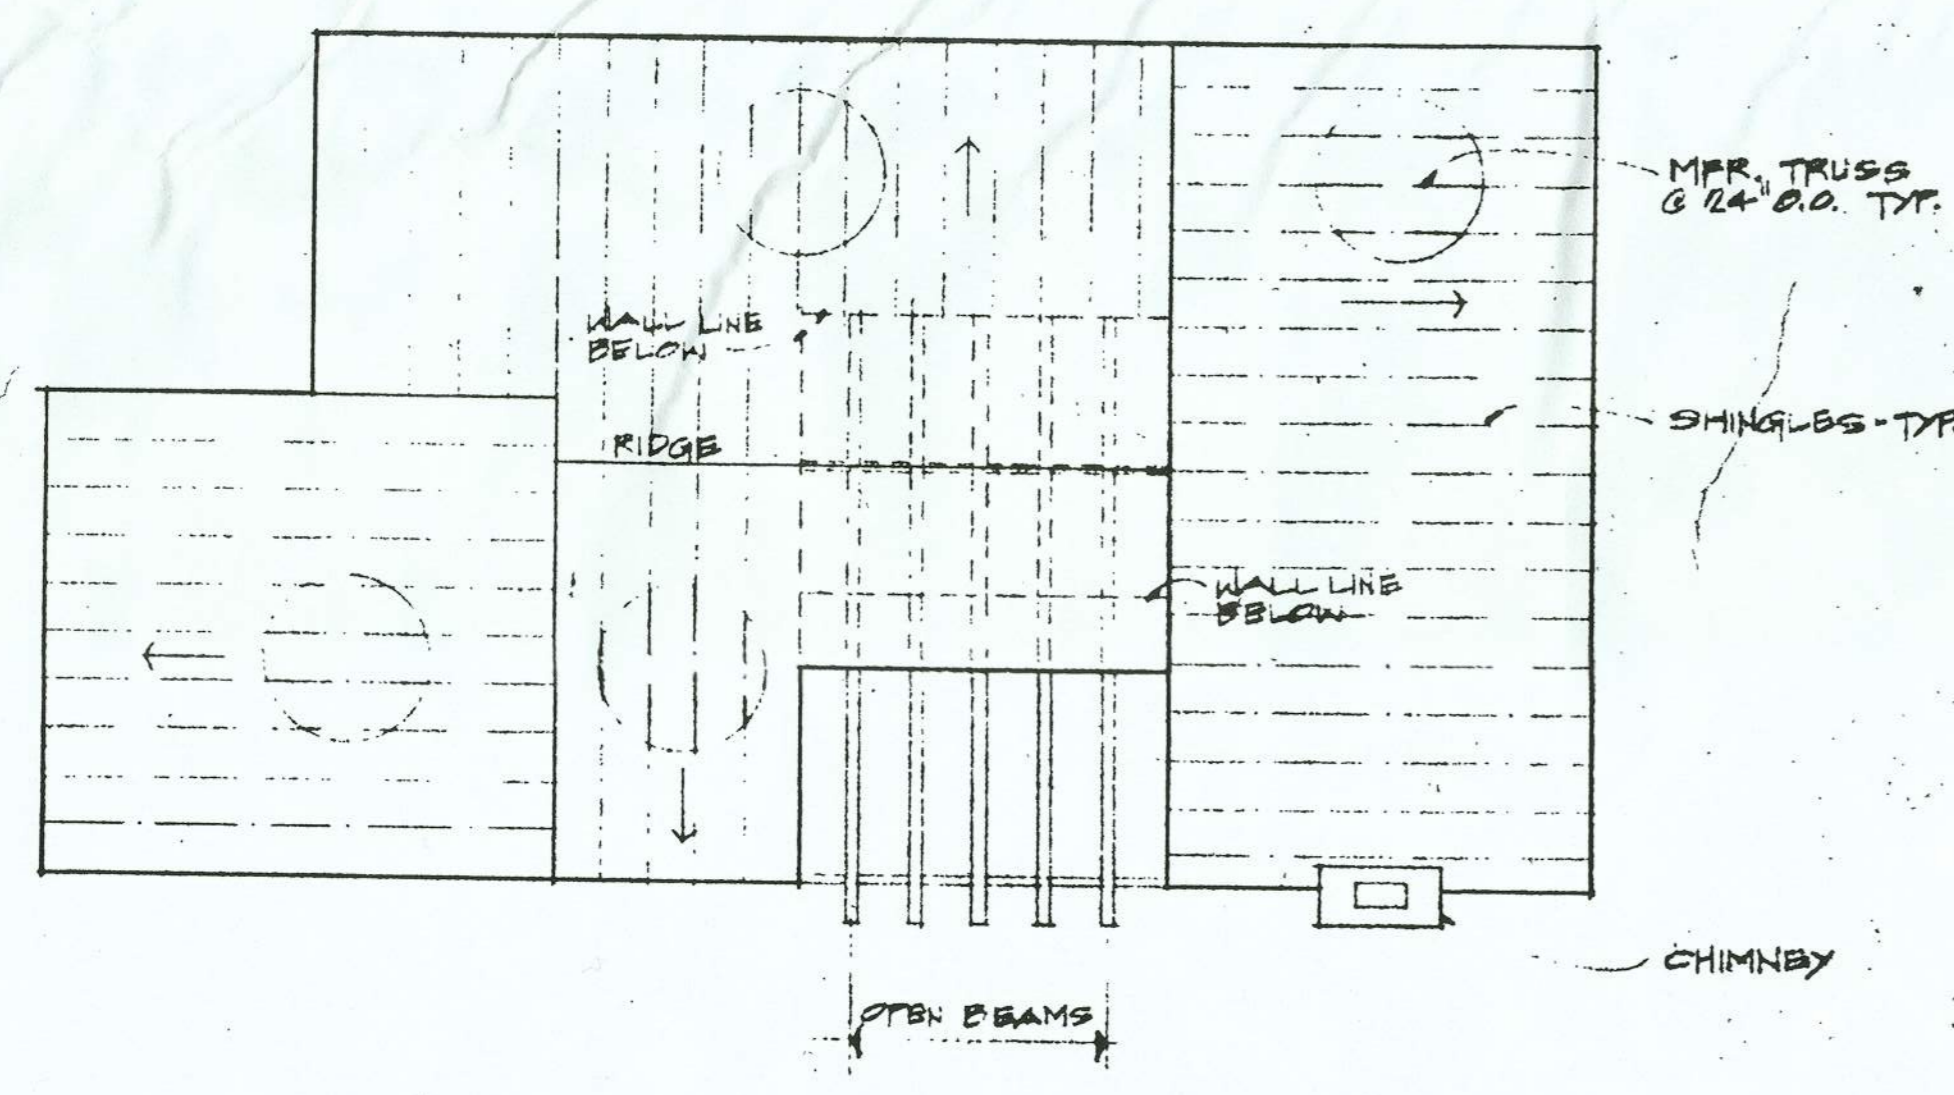 MFR. TRUSS
@ 24" O.C. TYP.
WALL LINE
BELOW
SHINGLES - TYP.
RIDGE
WALL LINE
BELOW
CHIMNEY
OPEN BEAMS